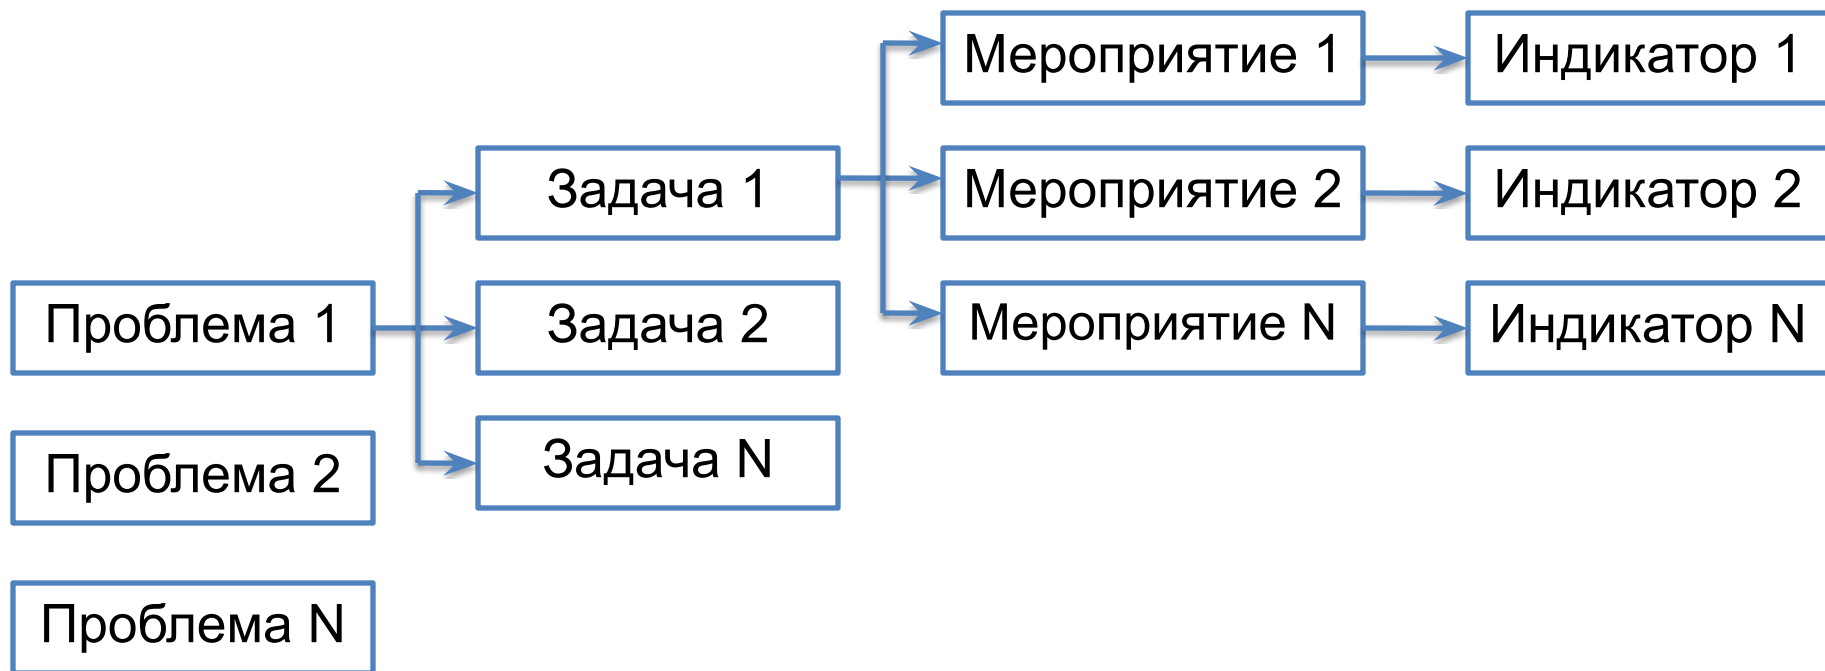 Проблема 1
Проблема 2
Проблема N
Задача 1
Задача 2
Задача N
Мероприятие 1
Мероприятие 2
Мероприятие N
Индикатор 1
Индикатор 2
Индикатор N